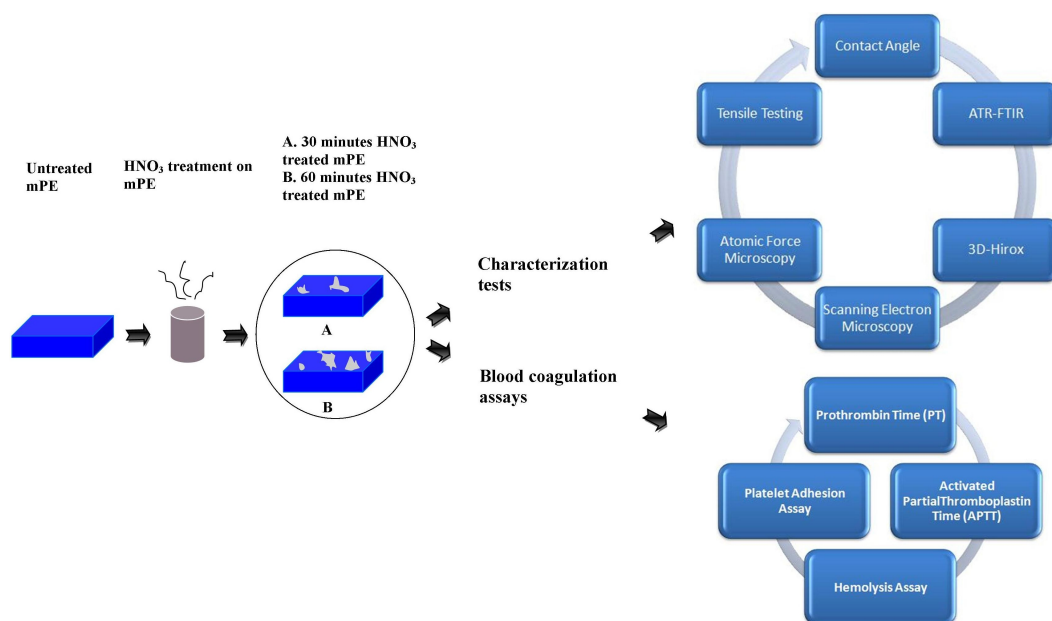 Untreated
mPE
HNO₃ treatment on
mPE
A. 30 minutes HNO₃
treated mPE
B. 60 minutes HNO₃
treated mPE
A
B
Characterization
tests
Blood coagulation
assays
Contact Angle
ATR-FTIR
3D-Hirox
Scanning Electron
Microscopy
Atomic Force
Microscopy
Tensile Testing
Prothrombin Time (PT)
Activated
PartialThromboplastin
Time (APTT)
Hemolysis Assay
Platelet Adhesion
Assay